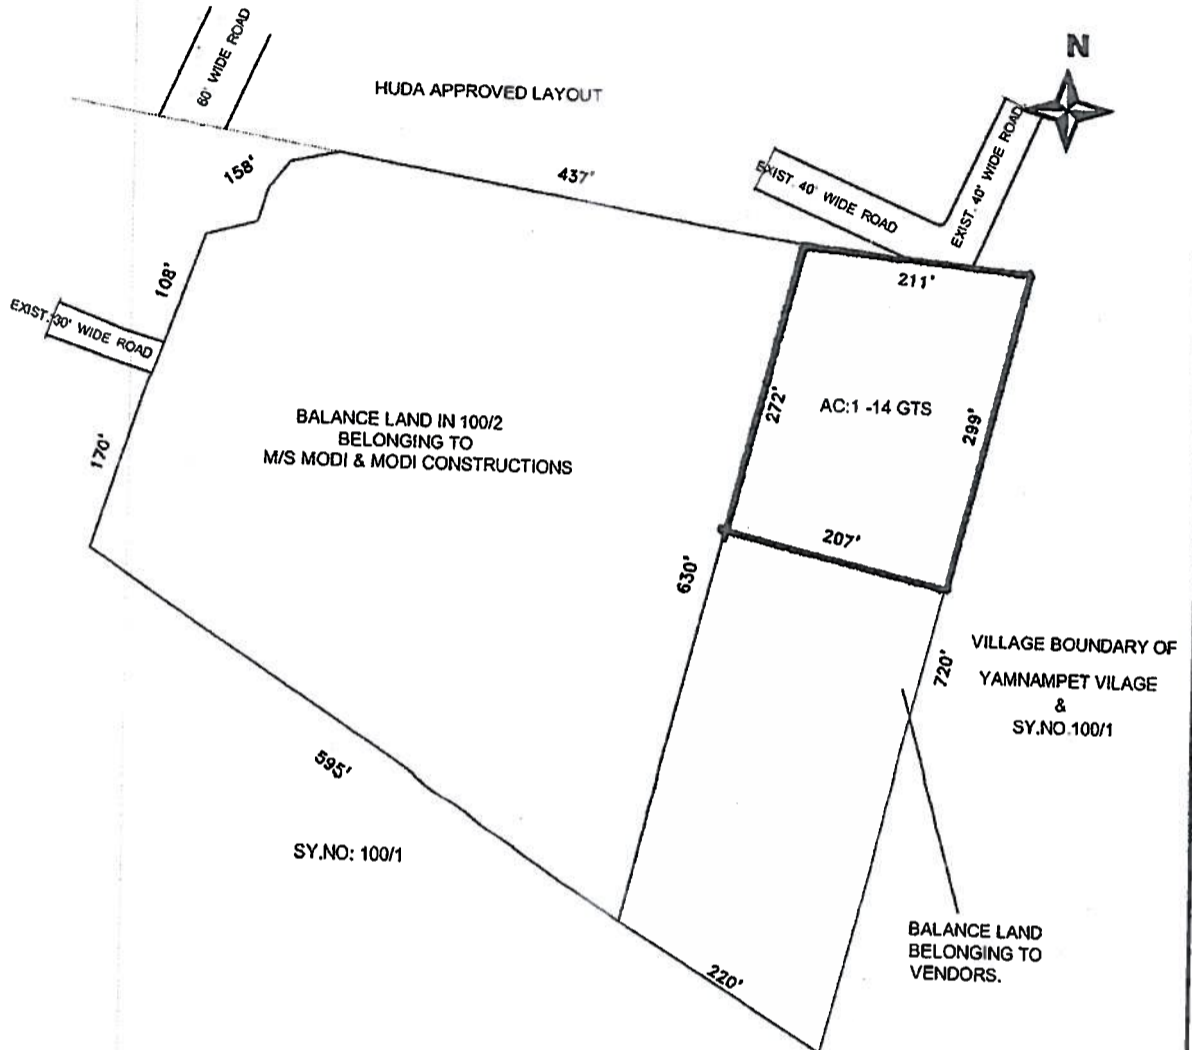 60' WIDE ROAD
HUDA APPROVED LAYOUT
N
EXIST. 40' WIDE ROAD
EXIST. 40' WIDE ROAD
158'
437'
211'
108'
EXIST. 30' WIDE ROAD
272'
AC:1 -14 GTS
299'
BALANCE LAND IN 100/2
BELONGING TO
M/S MODI & MODI CONSTRUCTIONS
170'
207'
630'
720'
VILLAGE BOUNDARY OF
YAMNAMPET VILAGE
&
SY.NO.100/1
595'
SY.NO: 100/1
BALANCE LAND
BELONGING TO
VENDORS.
220'